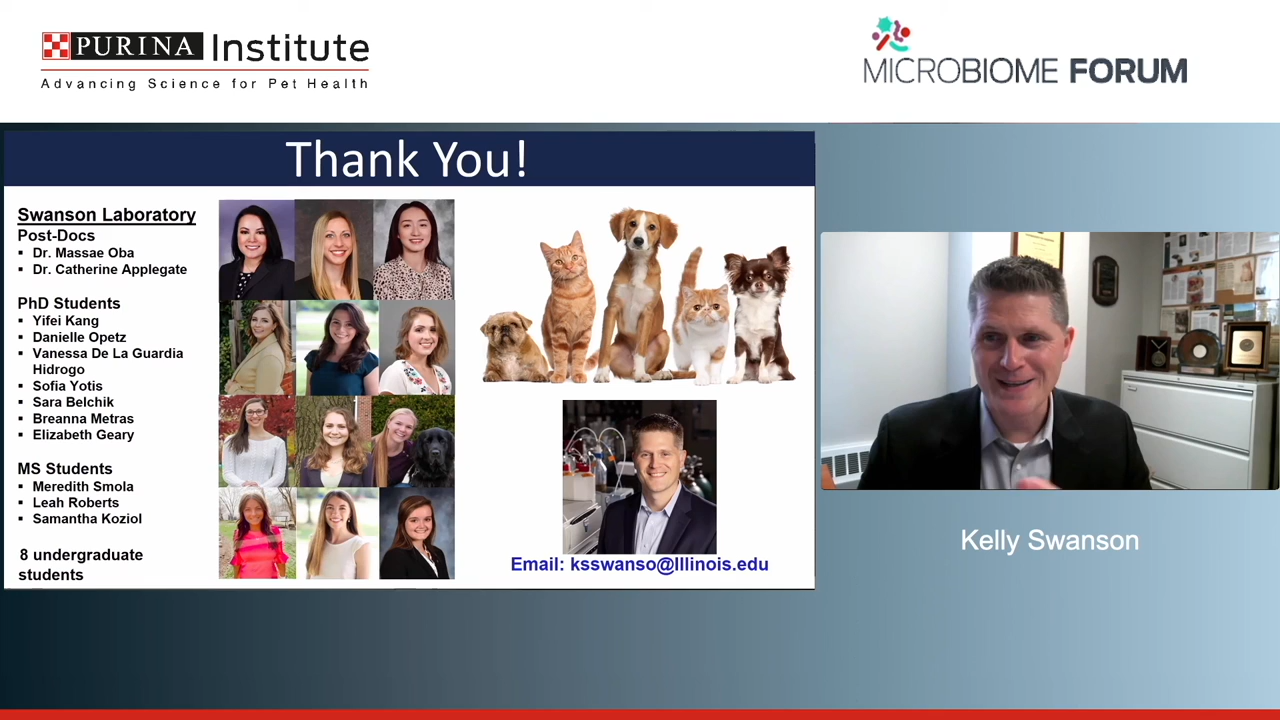 PURINA Institute
Advancing Science for Pet Health
MICROBIOME FORUM
Thank You!
Swanson Laboratory
Post-Docs
▪ Dr. Massae Oba
▪ Dr. Catherine Applegate
PhD Students
▪ Yifei Kang
▪ Danielle Opetz
▪ Vanessa De La Guardia
Hidrogo
▪ Sofia Yotis
▪ Sara Belchik
▪ Breanna Metras
▪ Elizabeth Geary
MS Students
▪ Meredith Smola
▪ Leah Roberts
▪ Samantha Koziol
8 undergraduate
students
Email: ksswanso@Illinois.edu
Kelly Swanson